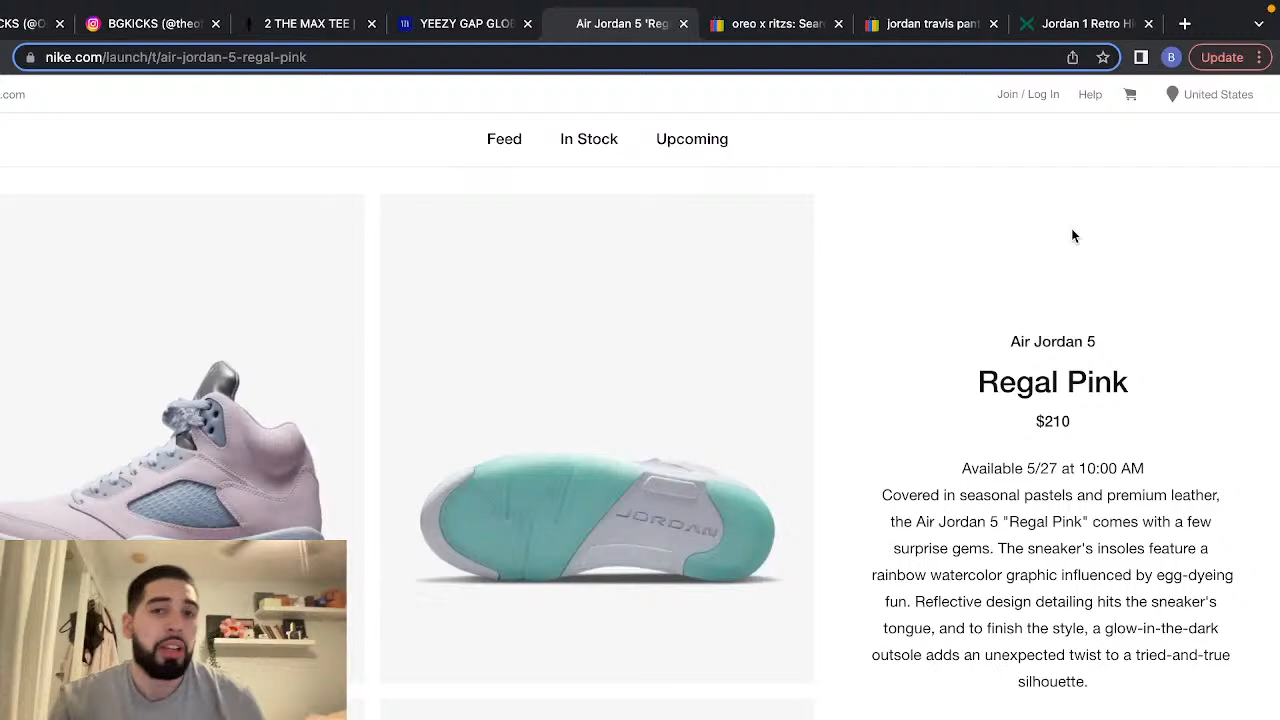 CKS (@O
BGKICKS (@theof
2 THE MAX TEE |
YEEZY GAP GLOB
Air Jordan 5 'Reg
oreo x ritzs: Sear
jordan travis pant
Jordan 1 Retro Hi
nike.com/launch/t/air-jordan-5-regal-pink
B
Update
.com
Join / Log In
Help
United States
Feed
In Stock
Upcoming
JORDAN
Air Jordan 5
Regal Pink
$210
Available 5/27 at 10:00 AM
Covered in seasonal pastels and premium leather,
the Air Jordan 5 "Regal Pink" comes with a few
surprise gems. The sneaker's insoles feature a
rainbow watercolor graphic influenced by egg-dyeing
fun. Reflective design detailing hits the sneaker's
tongue, and to finish the style, a glow-in-the-dark
outsole adds an unexpected twist to a tried-and-true
silhouette.